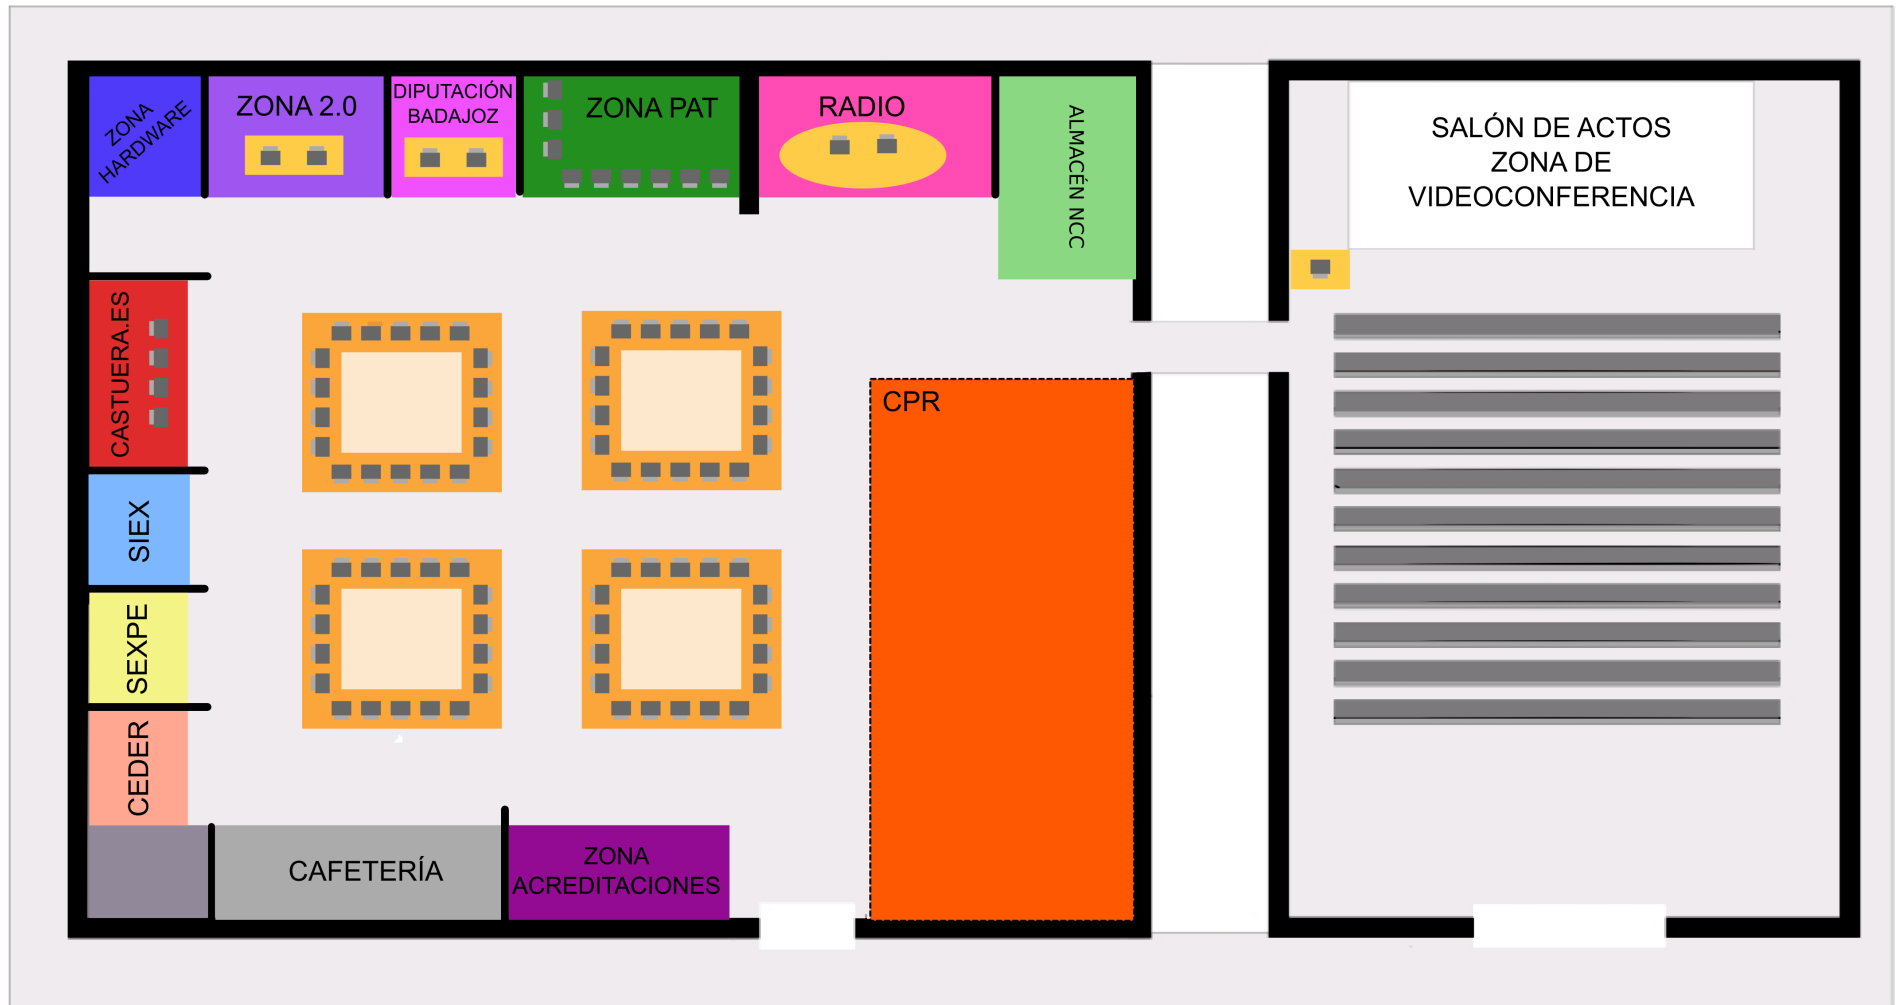 ZONA
HARDWARE
ZONA 2.0
DIPUTACIÓN
BADAJOZ
ZONA PAT
RADIO
ALMACÉN NCC
SALÓN DE ACTOS
ZONA DE
VIDEOCONFERENCIA
CASTUERA.ES
CPR
SIEX
SEXPE
CEDER
CAFETERÍA
ZONA
ACREDITACIONES